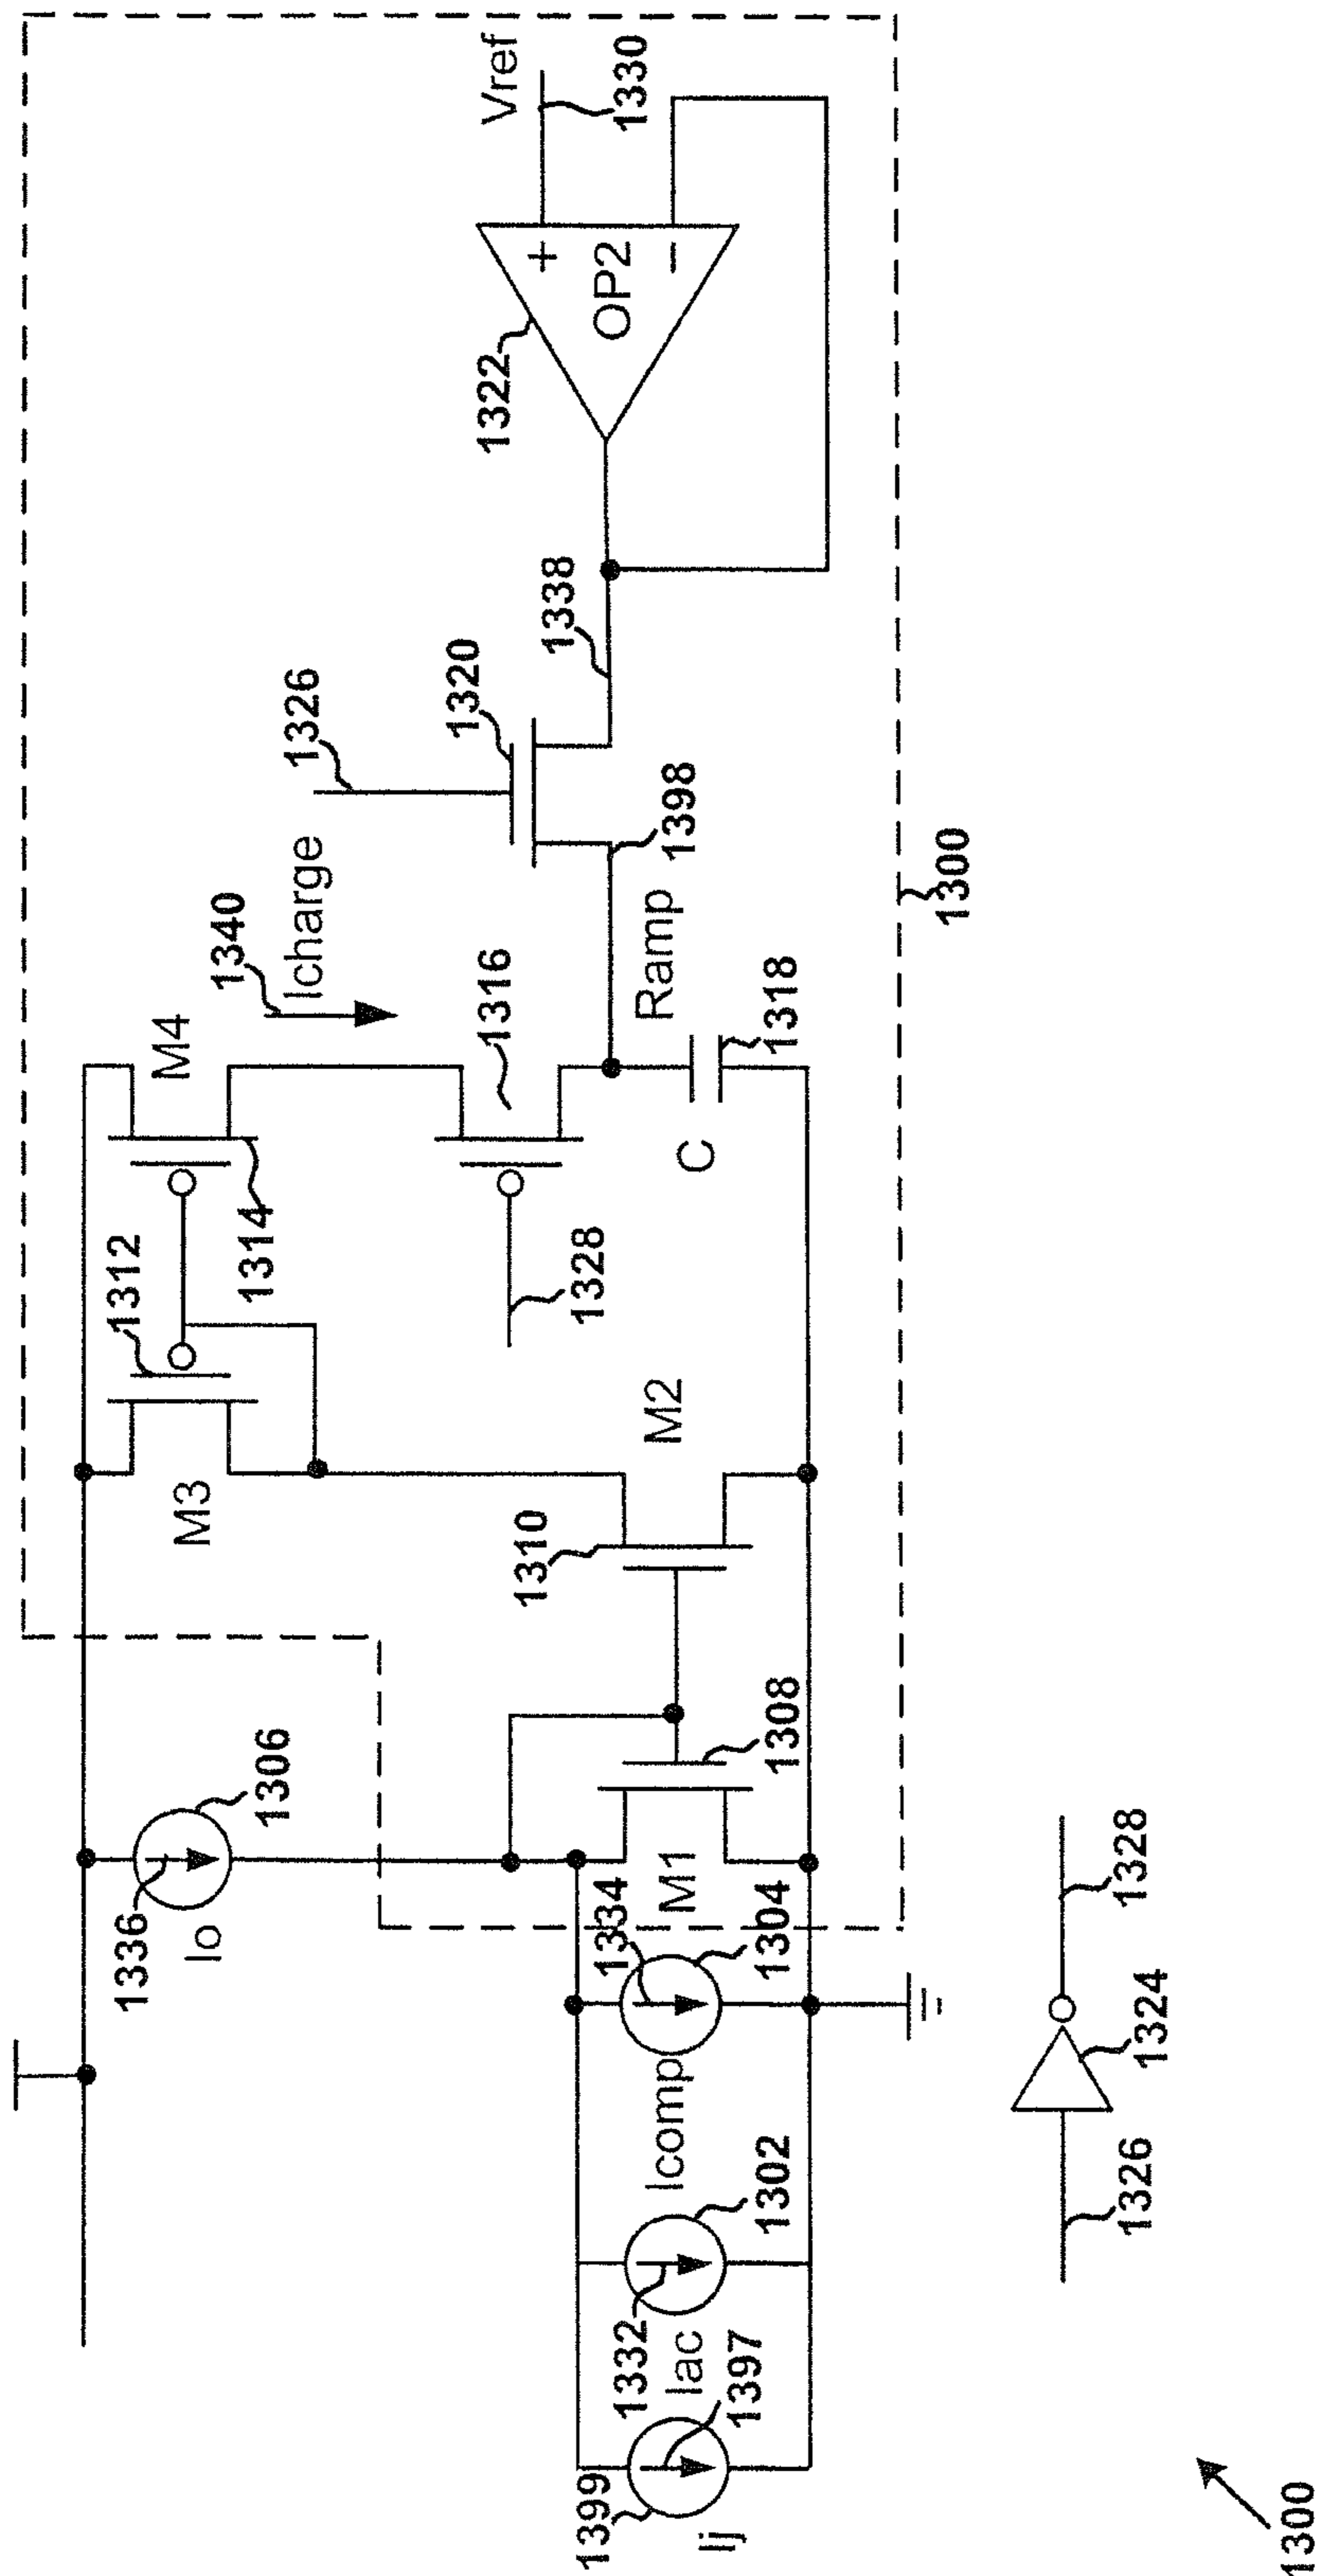 1336
Io
1306
M3
1312
1314
M4
1340
Icharge
1316
1326
1320
1338
1322
OP2
+
−
Vref
1330
1399
Ij
1397
1332
Iac
1302
Icomp
1334
1304
M1
1308
1310
M2
1328
C
1318
Ramp
1398
1300
1326
1324
1328
1300